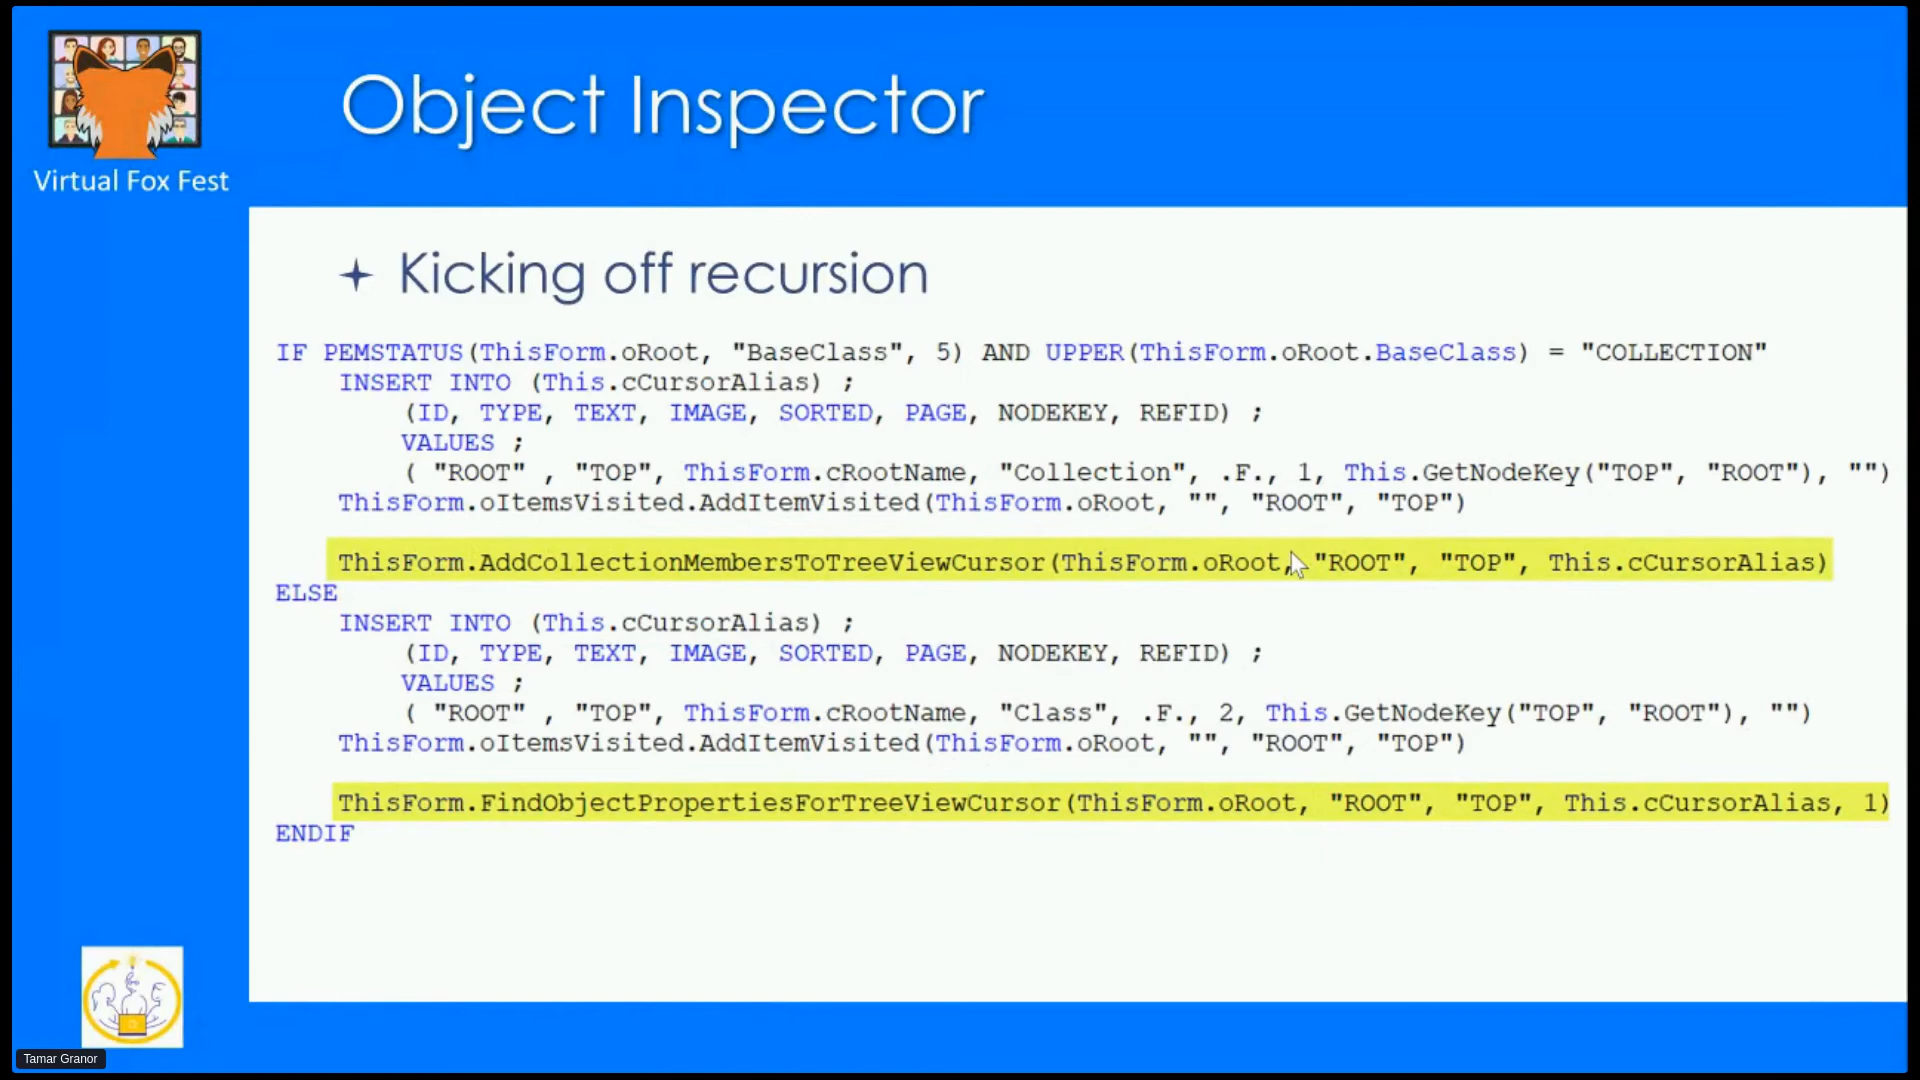 Virtual Fox Fest
Object Inspector
Kicking off recursion
IF PEMSTATUS(ThisForm.oRoot, "BaseClass", 5) AND UPPER(ThisForm.oRoot.BaseClass) = "COLLECTION"
INSERT INTO (This.cCursorAlias) ;
(ID, TYPE, TEXT, IMAGE, SORTED, PAGE, NODEKEY, REFID) ;
VALUES ;
( "ROOT" , "TOP", ThisForm.cRootName, "Collection", .F., 1, This.GetNodeKey("TOP", "ROOT"), "")
ThisForm.oItemsVisited.AddItemVisited(ThisForm.oRoot, "", "ROOT", "TOP")
ThisForm.AddCollectionMembersToTreeViewCursor(ThisForm.oRoot, "ROOT", "TOP", This.cCursorAlias)
ELSE
INSERT INTO (This.cCursorAlias) ;
(ID, TYPE, TEXT, IMAGE, SORTED, PAGE, NODEKEY, REFID) ;
VALUES ;
( "ROOT" , "TOP", ThisForm.cRootName, "Class", .F., 2, This.GetNodeKey("TOP", "ROOT"), "")
ThisForm.oItemsVisited.AddItemVisited(ThisForm.oRoot, "", "ROOT", "TOP")
ThisForm.FindObjectPropertiesForTreeViewCursor(ThisForm.oRoot, "ROOT", "TOP", This.cCursorAlias, 1)
ENDIF
Tamar Granor